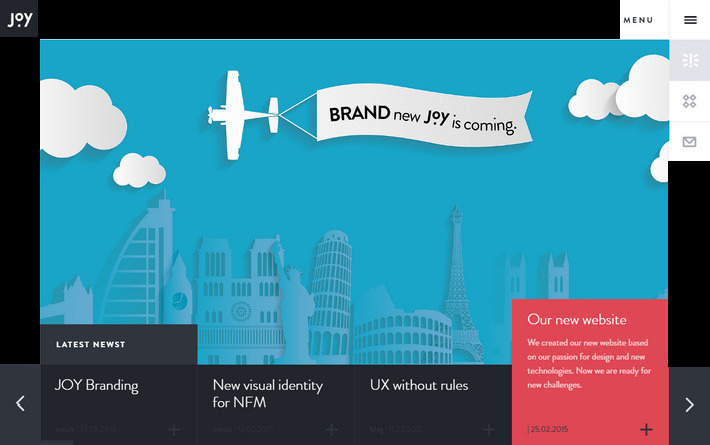 JOY
MENU
BRAND new JOY is coming.
LATEST NEWST
JOY Branding
New visual identity
for NFM
UX without rules
Our new website
We created our new website based
on our passion for design and new
technologies. Now we are ready for
new challenges.
| 25.02.2015